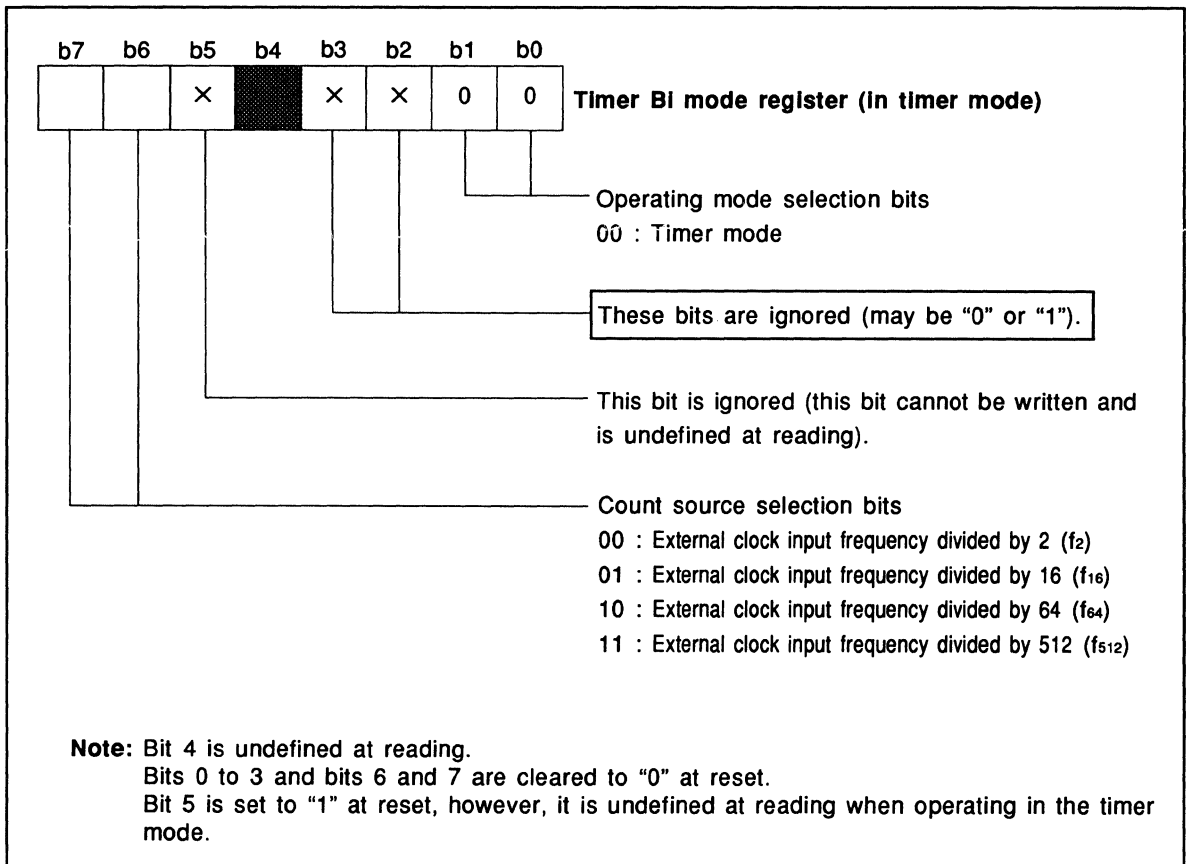 b7 b6 b5 b4 b3 b2 b1 b0
× × × 0 0 Timer Bi mode register (in timer mode)
Operating mode selection bits
00 : Timer mode
These bits are ignored (may be “0” or “1”).
This bit is ignored (this bit cannot be written and
is undefined at reading).
Count source selection bits
00 : External clock input frequency divided by 2 (f2)
01 : External clock input frequency divided by 16 (f16)
10 : External clock input frequency divided by 64 (f64)
11 : External clock input frequency divided by 512 (f512)
Note: Bit 4 is undefined at reading.
Bits 0 to 3 and bits 6 and 7 are cleared to “0” at reset.
Bit 5 is set to “1” at reset, however, it is undefined at reading when operating in the timer
mode.